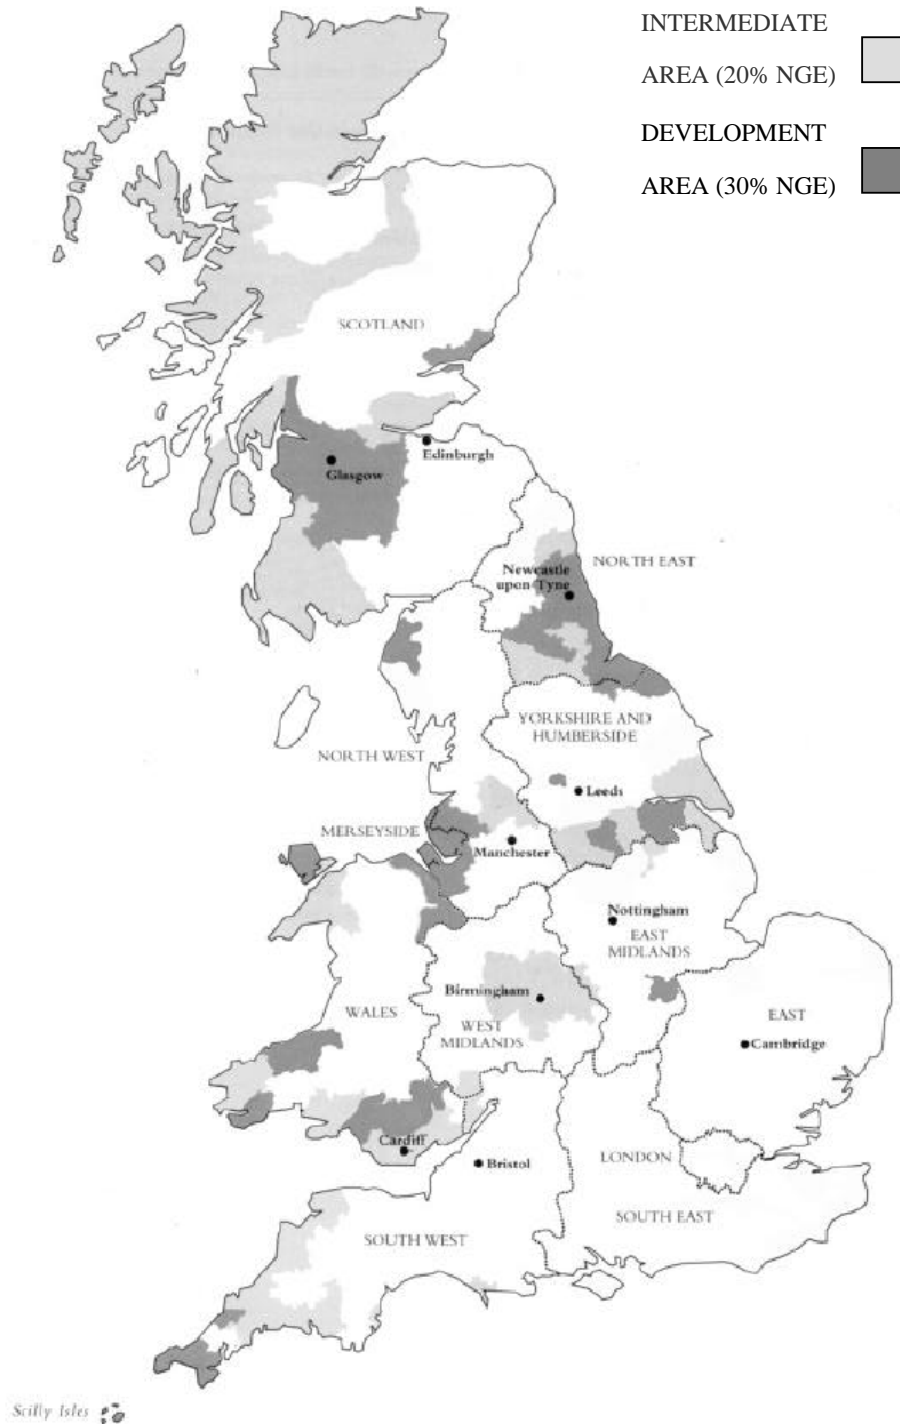 INTERMEDIATE
AREA (20% NGE)
DEVELOPMENT
AREA (30% NGE)
SCOTLAND
Edinburgh
Glasgow
NORTH EAST
Newcastle
upon Tyne
YORKSHIRE AND
HUMBERSIDE
NORTH WEST
Leeds
MERSEYSIDE
Manchester
Nottingham
EAST
MIDLANDS
Birmingham
WALES
WEST
MIDLANDS
EAST
Cambridge
Cardiff
Bristol
LONDON
SOUTH EAST
SOUTH WEST
Scilly Isles